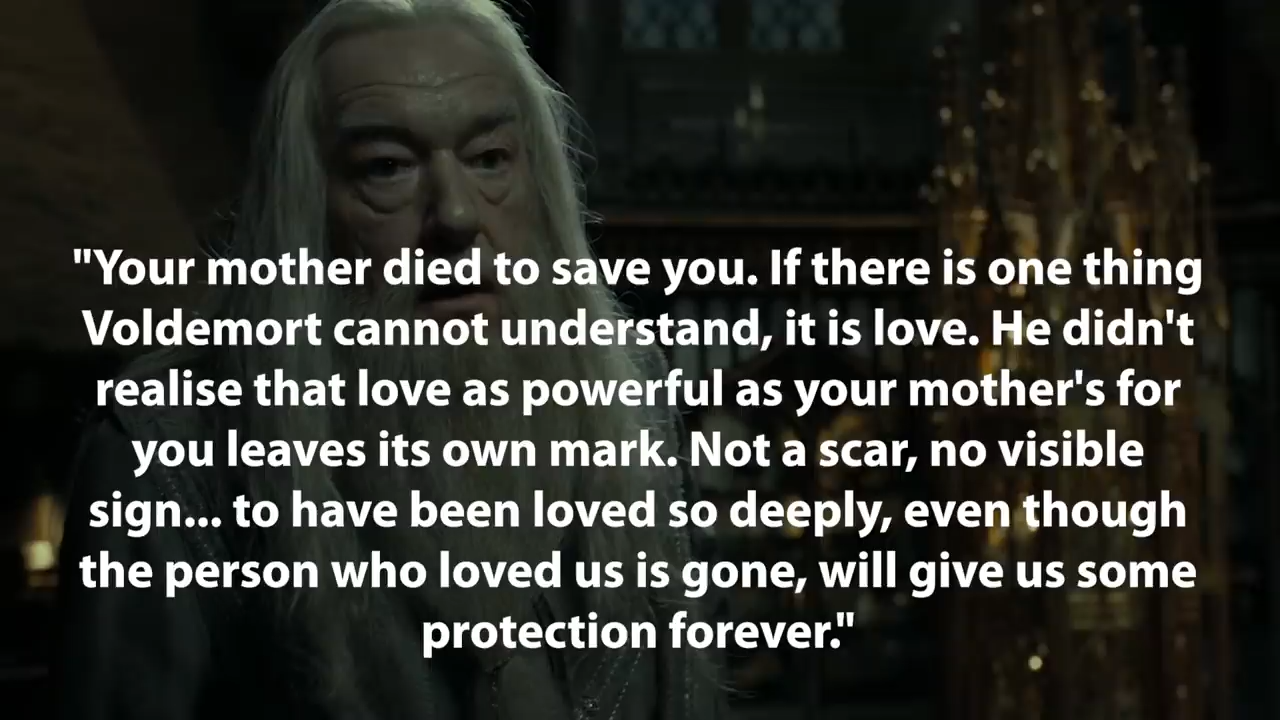 "Your mother died to save you. If there is one thing
Voldemort cannot understand, it is love. He didn't
realise that love as powerful as your mother's for
you leaves its own mark. Not a scar, no visible
sign... to have been loved so deeply, even though
the person who loved us is gone, will give us some
protection forever."